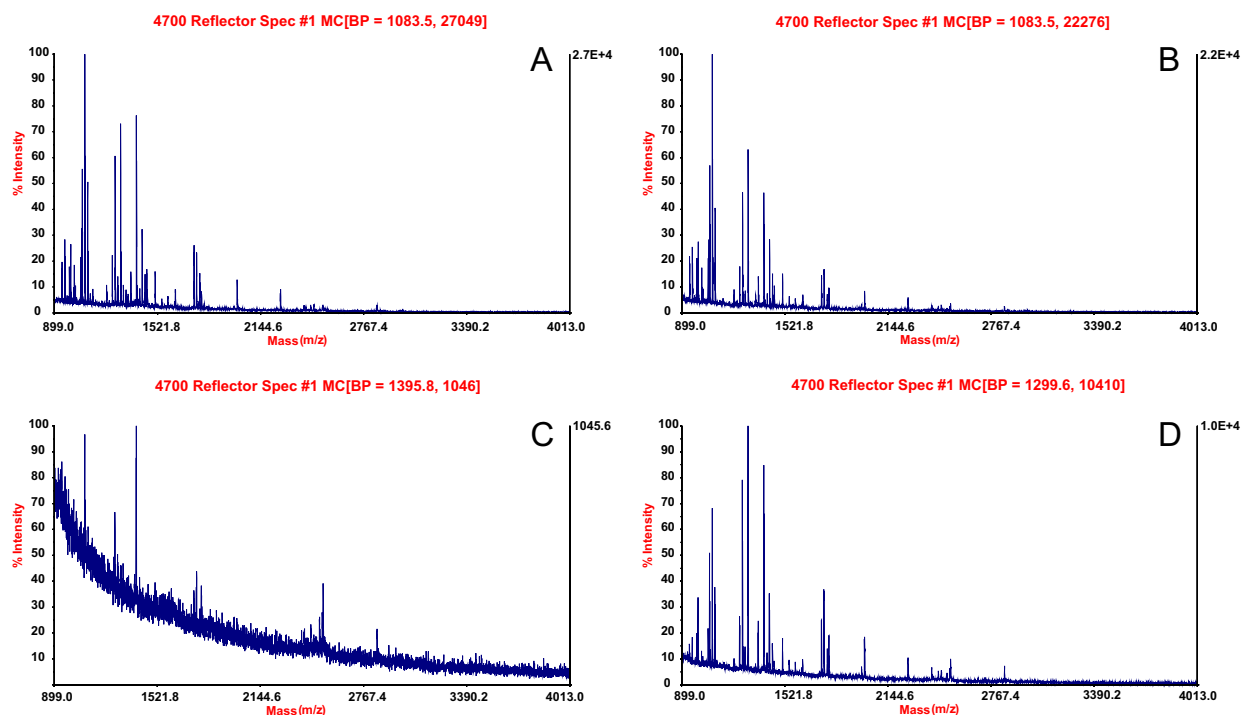 4700 Reflector Spec #1 MC[BP = 1083.5, 27049]
A
2.7E+4
100
90
80
70
60
50
40
30
20
10
0
% Intensity
899.0 1521.8 2144.6 2767.4 3390.2 4013.0
Mass(m/z)
4700 Reflector Spec #1 MC[BP = 1083.5, 22276]
B
2.2E+4
100
90
80
70
60
50
40
30
20
10
0
% Intensity
899.0 1521.8 2144.6 2767.4 3390.2 4013.0
Mass(m/z)
4700 Reflector Spec #1 MC[BP = 1395.8, 1046]
C
1045.6
100
90
80
70
60
50
40
30
20
10
% Intensity
899.0 1521.8 2144.6 2767.4 3390.2 4013.0
Mass(m/z)
4700 Reflector Spec #1 MC[BP = 1299.6, 10410]
D
1.0E+4
100
90
80
70
60
50
40
30
20
10
% Intensity
899.0 1521.8 2144.6 2767.4 3390.2 4013.0
Mass(m/z)